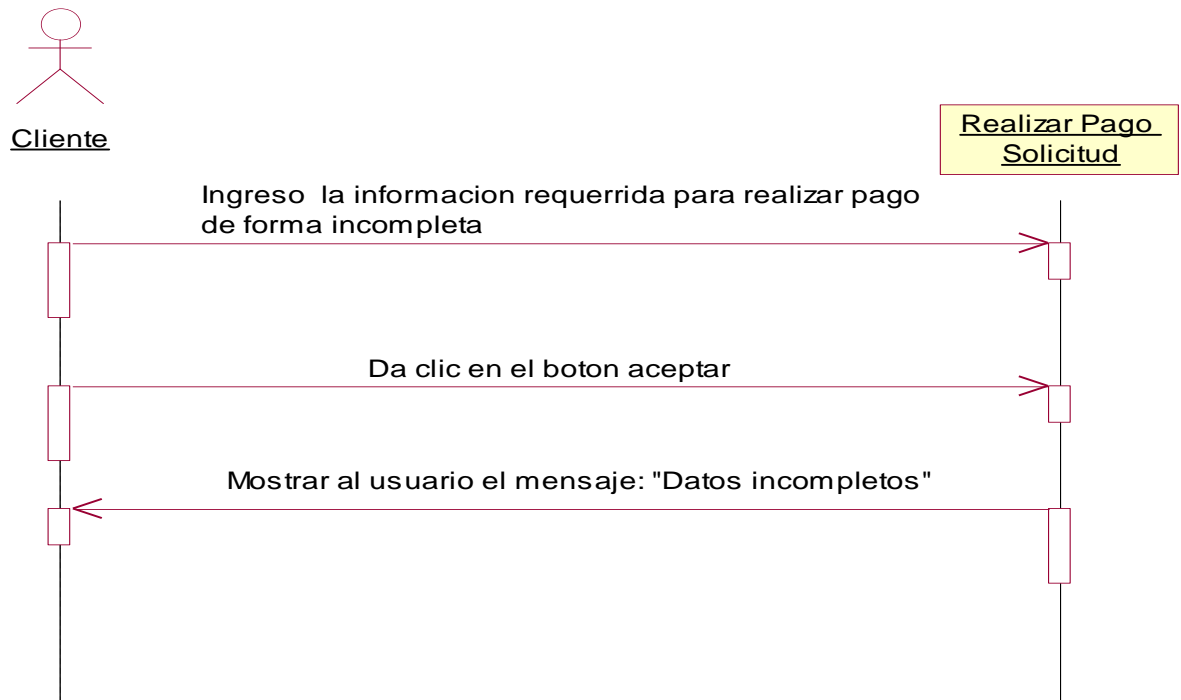 Cliente
Realizar Pago
Solicitud
Ingreso  la informacion requerrida para realizar pago
de forma incompleta
Da clic en el boton aceptar
Mostrar al usuario el mensaje: "Datos incompletos"